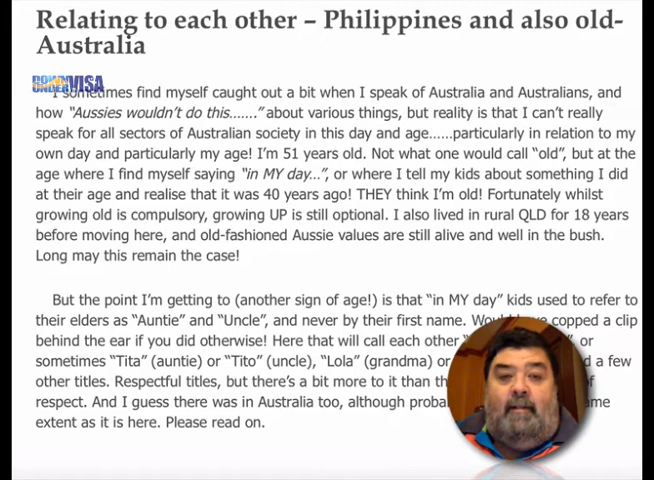 Relating to each other – Philippines and also old-
Australia
DOWN UNDER VISA
I sometimes find myself caught out a bit when I speak of Australia and Australians, and
how “Aussies wouldn’t do this.......” about various things, but reality is that I can’t really
speak for all sectors of Australian society in this day and age......particularly in relation to my
own day and particularly my age! I’m 51 years old. Not what one would call “old”, but at the
age where I find myself saying “in MY day…”, or where I tell my kids about something I did
at their age and realise that it was 40 years ago! THEY think I’m old! Fortunately whilst
growing old is compulsory, growing UP is still optional. I also lived in rural QLD for 18 years
before moving here, and old-fashioned Aussie values are still alive and well in the bush.
Long may this remain the case!
But the point I’m getting to (another sign of age!) is that “in MY day” kids used to refer to
their elders as “Auntie” and “Uncle”, and never by their first name. copped a clip
behind the ear if you did otherwise! Here that will call each other or
sometimes “Tita” (auntie) or “Tito” (uncle), “Lola” (grandma) or a few
other titles. Respectful titles, but there’s a bit more to it than of
respect. And I guess there was in Australia too, although
extent as it is here. Please read on.